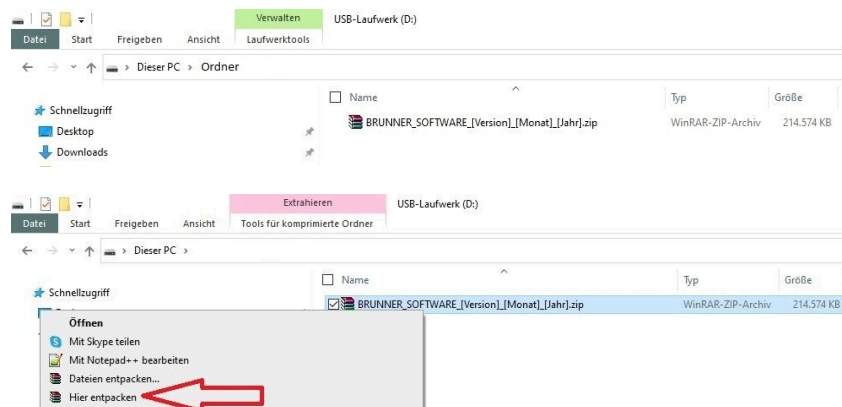 Verwalten USB-Laufwerk (D:)
Datei Start Freigeben Ansicht Laufwerktools
Dieser PC > Ordner
Name Typ Größe
Schnellzugriff
BRUNNER_SOFTWARE_[Version]_[Monat]_[Jahr].zip WinRAR-ZIP-Archiv 214.574 KB
Desktop
Downloads
Extrahieren USB-Laufwerk (D:)
Datei Start Freigeben Ansicht Tools für komprimierte Ordner
Dieser PC >
Name Typ Größe
Schnellzugriff
BRUNNER_SOFTWARE_[Version]_[Monat]_[Jahr].zip WinRAR-ZIP-Archiv 214.574 KB
Öffnen
Mit Skype teilen
Mit Notepad++ bearbeiten
Dateien entpacken...
Hier entpacken